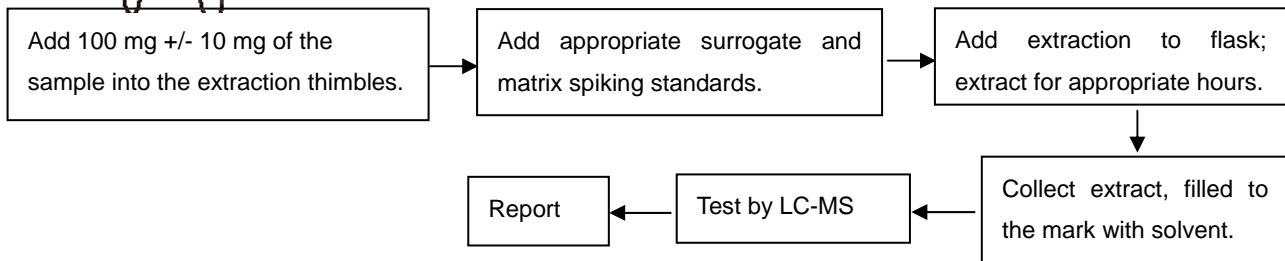 Add 100 mg +/- 10 mg of the
sample into the extraction thimbles.
Add appropriate surrogate and
matrix spiking standards.
Add extraction to flask;
extract for appropriate hours.
Collect extract, filled to
the mark with solvent.
Test by LC-MS
Report